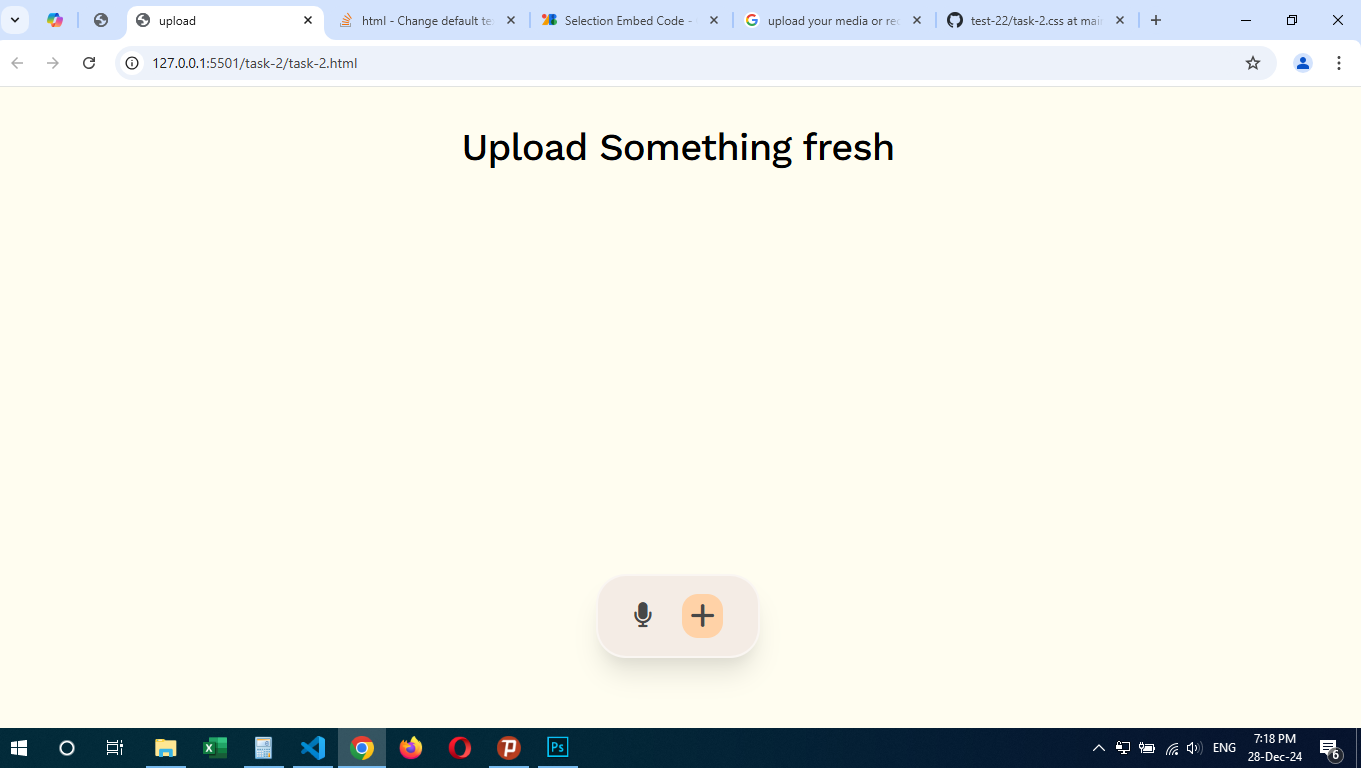 upload
html - Change default te
Selection Embed Code -
upload your media or rec
test-22/task-2.css at mai
127.0.0.1:5501/task-2/task-2.html
Upload Something fresh
Ps
ENG
7:18 PM
28-Dec-24
6